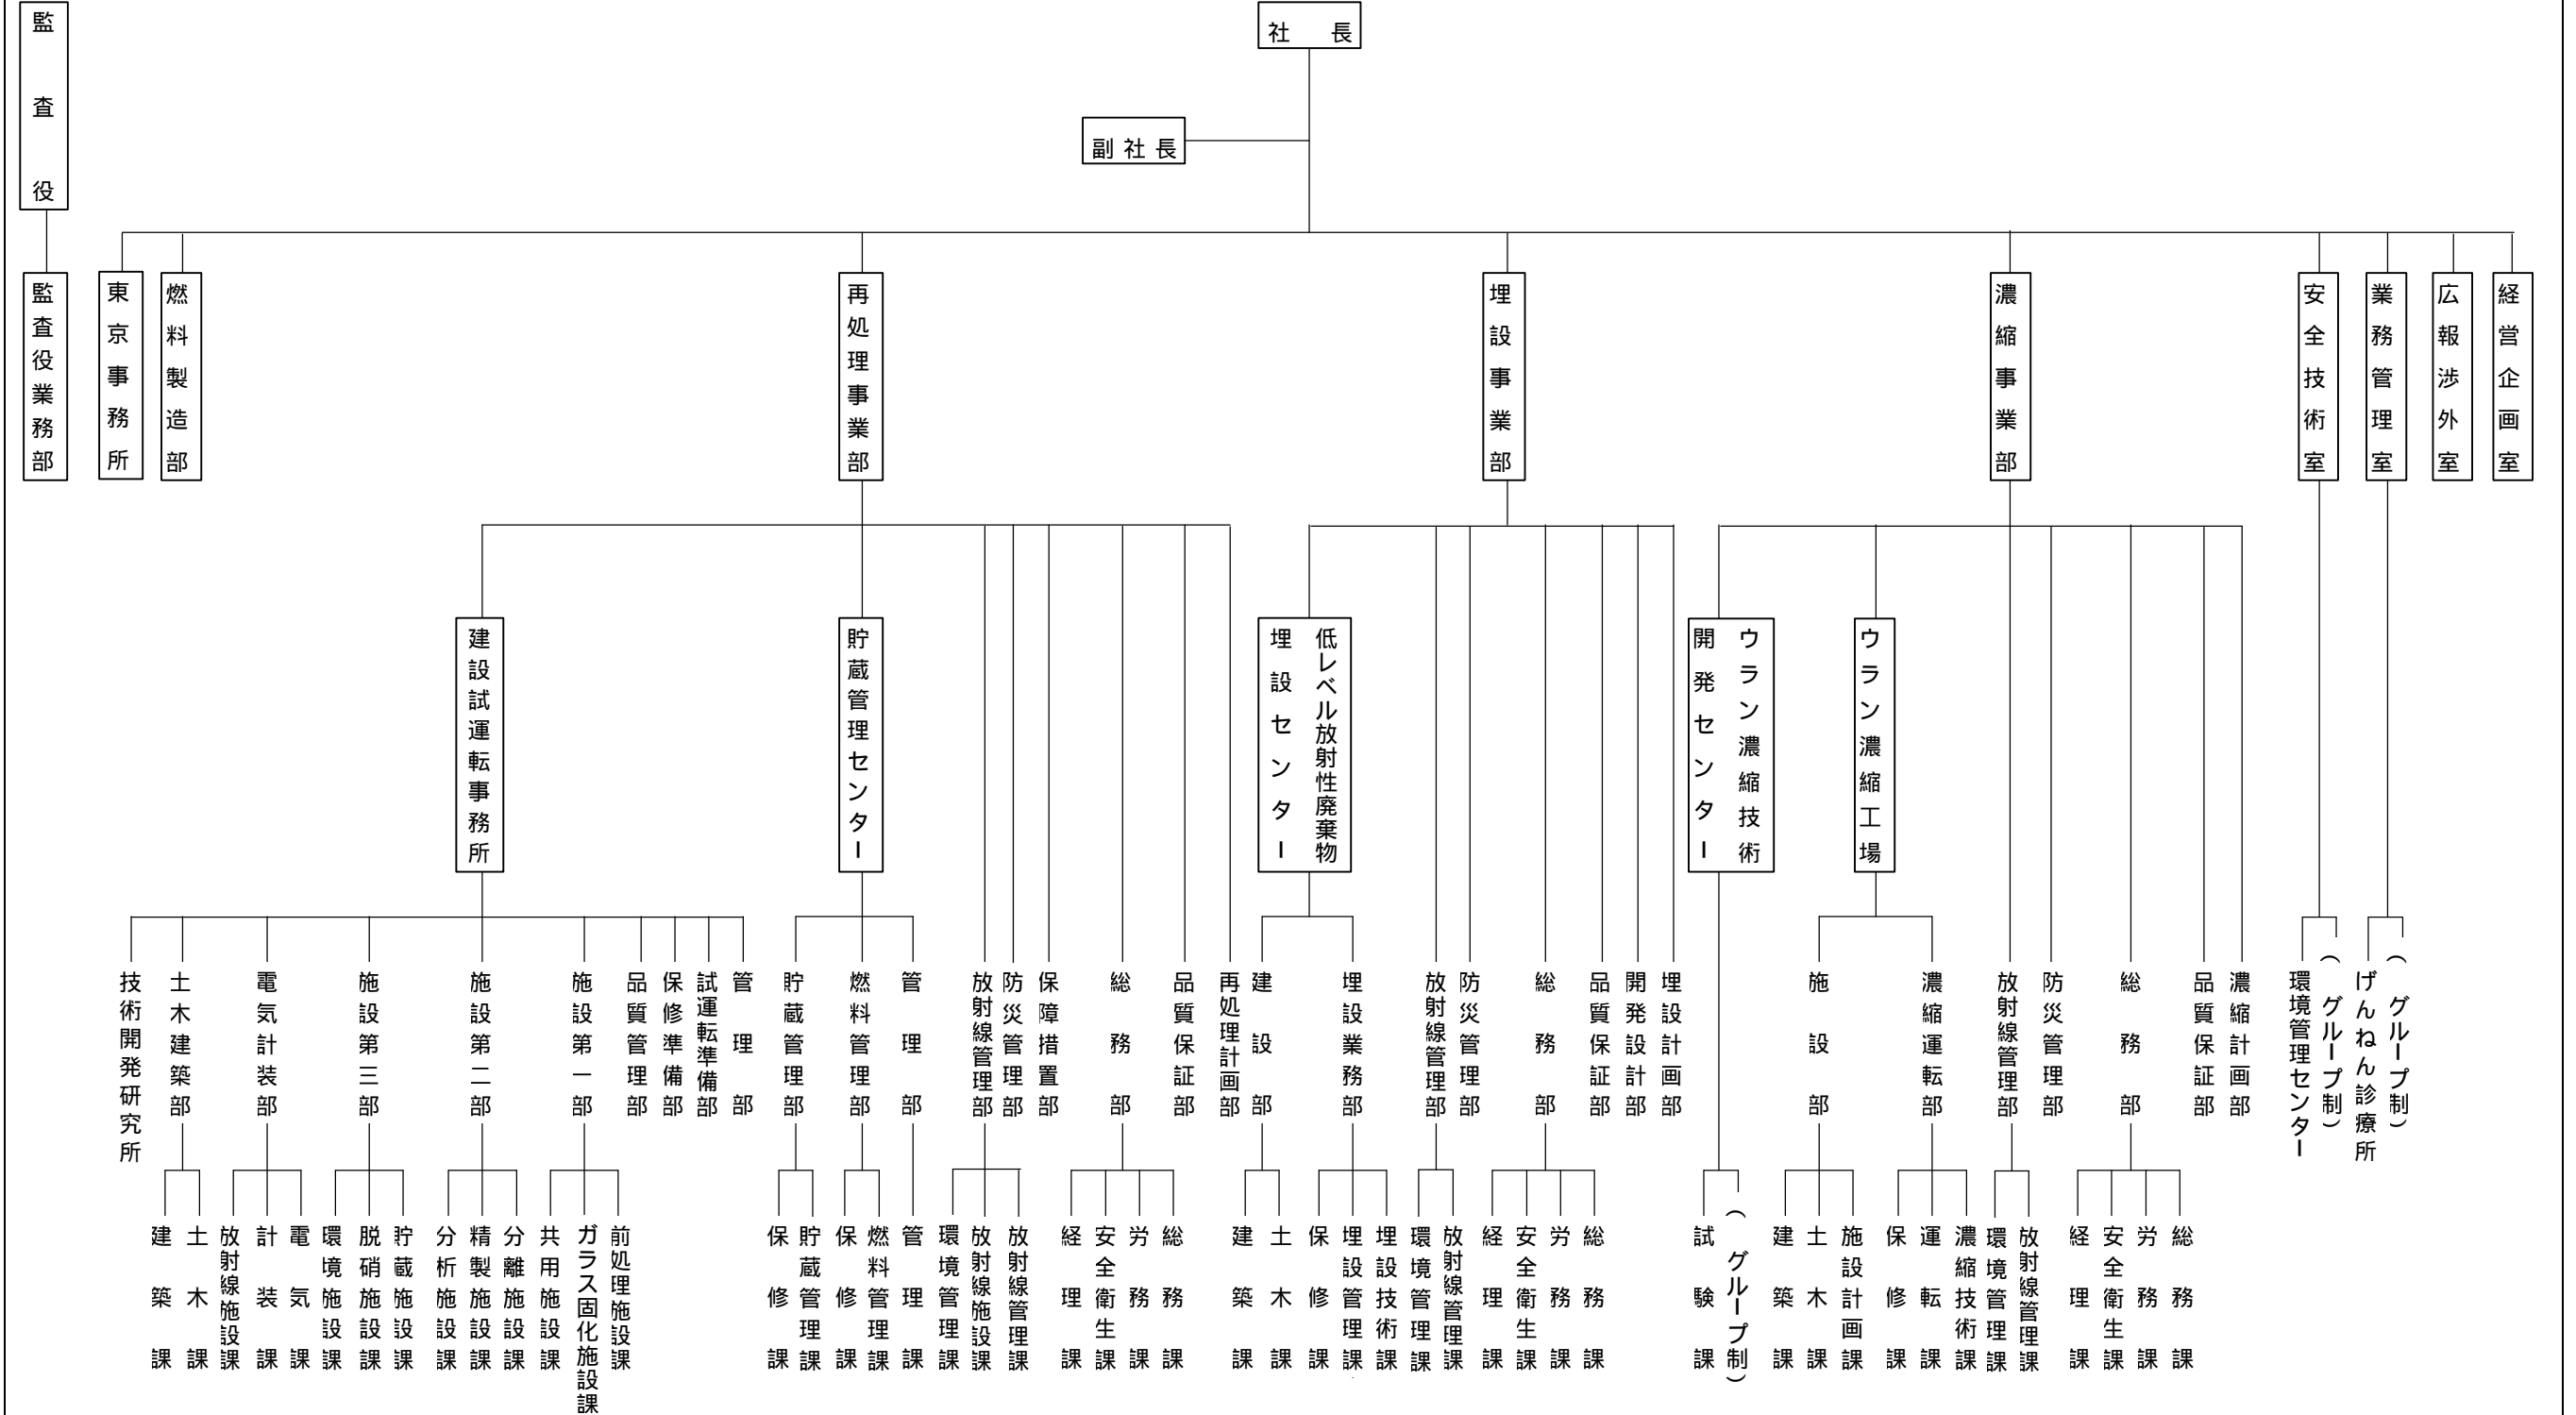 社長
副社長
監査役
監査役業務部
東京事務所
燃料製造部
再処理事業部
埋設事業部
濃縮事業部
安全技術室
業務管理室
広報渉外室
経営企画室
建設試運転事務所
貯蔵管理センター
低レベル放射性廃棄物
埋設センター
ウラン濃縮技術
開発センター
ウラン濃縮工場
技術開発研究所
土木建築部
電気計装部
施設第三部
施設第二部
施設第一部
品質管理部
保修準備部
試運転準備部
管理部
貯蔵管理部
燃料管理部
管理部
放射線管理部
防災管理部
保障措置部
総務部
品質保証部
再処理計画部
建設部
埋設業務部
放射線管理部
防災管理部
総務部
品質保証部
開発設計部
埋設計画部
施設部
濃縮運転部
放射線管理部
防災管理部
総務部
品質保証部
濃縮計画部
環境管理センター
（グループ制）
げんねん診療所
（グループ制）
建築課
土木課
放射線施設課
計装課
電気課
環境施設課
脱硝施設課
貯蔵施設課
分析施設課
精製施設課
分離施設課
共用施設課
ガラス固化施設課
前処理施設課
保修課
貯蔵管理課
保修課
燃料管理課
管理課
環境管理課
放射線施設課
放射線管理課
経理課
安全衛生課
労務課
総務課
建築課
土木課
保修課
埋設管理課
埋設技術課
環境管理課
放射線管理課
経理課
安全衛生課
労務課
総務課
試験課
（グループ制）
建築課
土木課
施設計画課
保修課
運転課
濃縮技術課
環境管理課
放射線管理課
経理課
安全衛生課
労務課
総務課